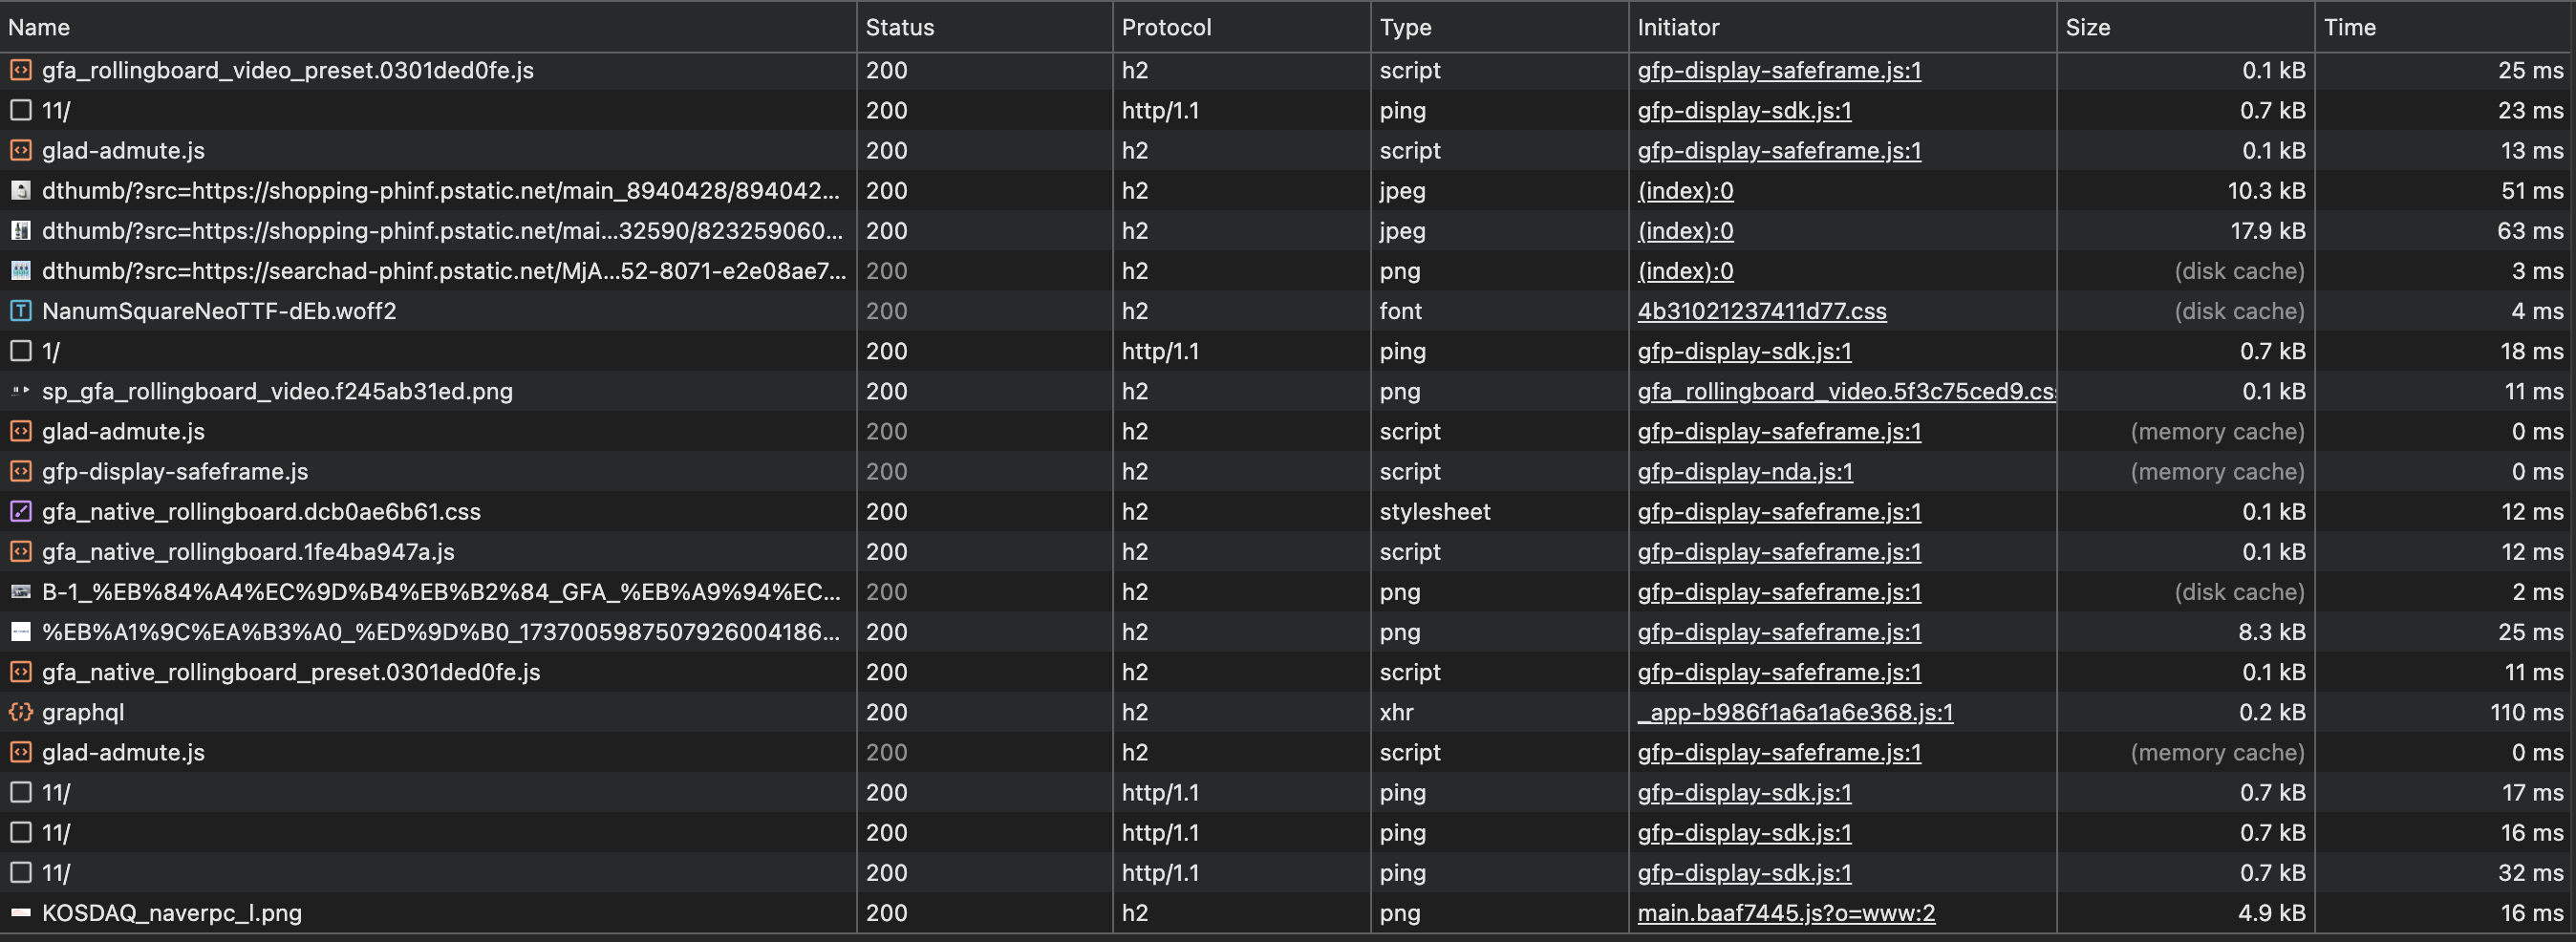 Name Status Protocol Type Initiator Size Time
gfa_rollingboard_video_preset.0301ded0fe.js 200 h2 script gfp-display-safeframe.js:1 0.1 kB 25 ms
11/ 200 http/1.1 ping gfp-display-sdk.js:1 0.7 kB 23 ms
glad-admute.js 200 h2 script gfp-display-safeframe.js:1 0.1 kB 13 ms
dthumb/?src=https://shopping-phinf.pstatic.net/main_8940428/894042... 200 h2 jpeg (index):0 10.3 kB 51 ms
dthumb/?src=https://shopping-phinf.pstatic.net/mai...32590/823259060... 200 h2 jpeg (index):0 17.9 kB 63 ms
dthumb/?src=https://searchad-phinf.pstatic.net/MjA...52-8071-e2e08ae7... 200 h2 png (index):0 (disk cache) 3 ms
NanumSquareNeoTTF-dEb.woff2 200 h2 font 4b31021237411d77.css (disk cache) 4 ms
1/ 200 http/1.1 ping gfp-display-sdk.js:1 0.7 kB 18 ms
sp_gfa_rollingboard_video.f245ab31ed.png 200 h2 png gfa_rollingboard_video.5f3c75ced9.css 0.1 kB 11 ms
glad-admute.js 200 h2 script gfp-display-safeframe.js:1 (memory cache) 0 ms
gfp-display-safeframe.js 200 h2 script gfp-display-nda.js:1 (memory cache) 0 ms
gfa_native_rollingboard.dcb0ae6b61.css 200 h2 stylesheet gfp-display-safeframe.js:1 0.1 kB 12 ms
gfa_native_rollingboard.1fe4ba947a.js 200 h2 script gfp-display-safeframe.js:1 0.1 kB 12 ms
B-1_%EB%84%A4%EC%9D%B4%EB%B2%84_GFA_%EB%A9%94%EC... 200 h2 png gfp-display-safeframe.js:1 (disk cache) 2 ms
%EB%A1%9C%EA%B3%A0_%ED%9D%B0_1737005987507926004186... 200 h2 png gfp-display-safeframe.js:1 8.3 kB 25 ms
gfa_native_rollingboard_preset.0301ded0fe.js 200 h2 script gfp-display-safeframe.js:1 0.1 kB 11 ms
graphql 200 h2 xhr _app-b986f1a6a1a6e368.js:1 0.2 kB 110 ms
glad-admute.js 200 h2 script gfp-display-safeframe.js:1 (memory cache) 0 ms
11/ 200 http/1.1 ping gfp-display-sdk.js:1 0.7 kB 17 ms
11/ 200 http/1.1 ping gfp-display-sdk.js:1 0.7 kB 16 ms
11/ 200 http/1.1 ping gfp-display-sdk.js:1 0.7 kB 32 ms
KOSDAQ_naverpc_l.png 200 h2 png main.baaf7445.js?o=www:2 4.9 kB 16 ms